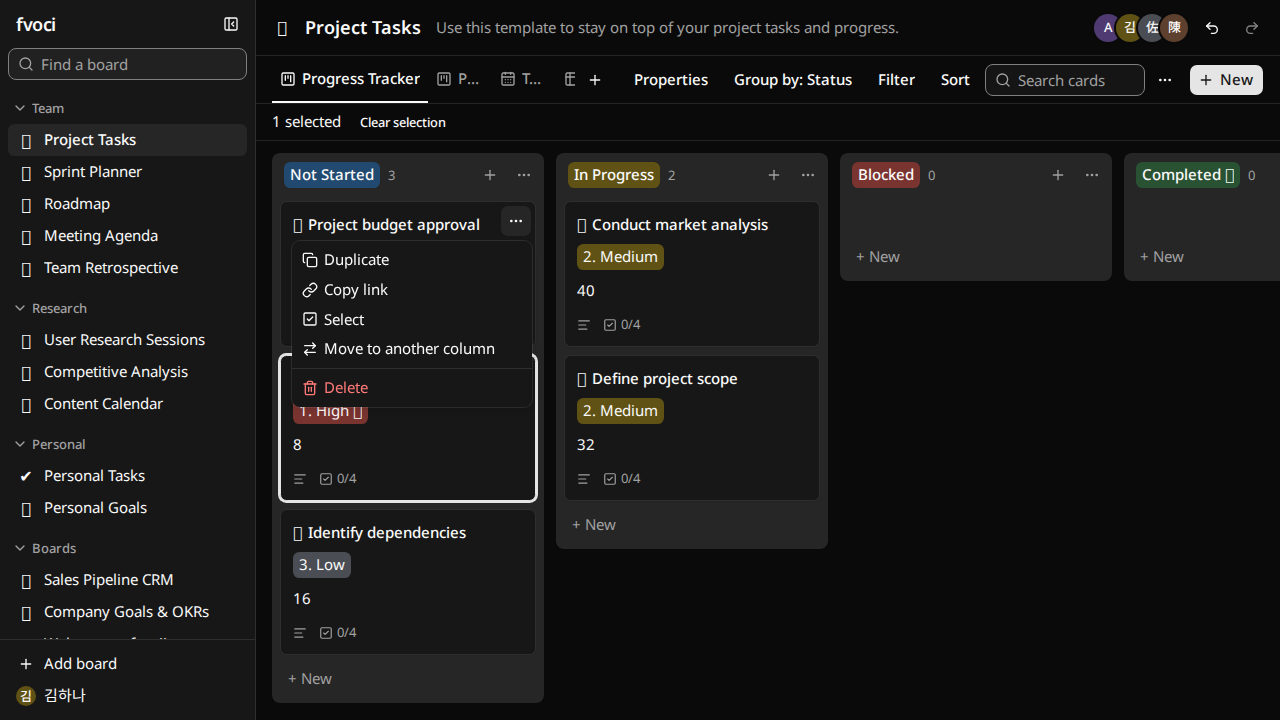 fvoci
Find a board
Team
Project Tasks
Sprint Planner
Roadmap
Meeting Agenda
Team Retrospective
Research
User Research Sessions
Competitive Analysis
Content Calendar
Personal
Personal Tasks
Personal Goals
Boards
Sales Pipeline CRM
Company Goals & OKRs
Add board
김 김하나
Project Tasks Use this template to stay on top of your project tasks and progress.
A 김 佐 陳
Progress Tracker P... T... Properties Group by: Status Filter Sort Search cards New
1 selected Clear selection
Not Started 3
Project budget approval
Duplicate
Copy link
Select
Move to another column
Delete
1. High
8
0/4
Identify dependencies
3. Low
16
0/4
+ New
In Progress 2
Conduct market analysis
2. Medium
40
0/4
Define project scope
2. Medium
32
0/4
+ New
Blocked 0
+ New
Completed 0
+ New